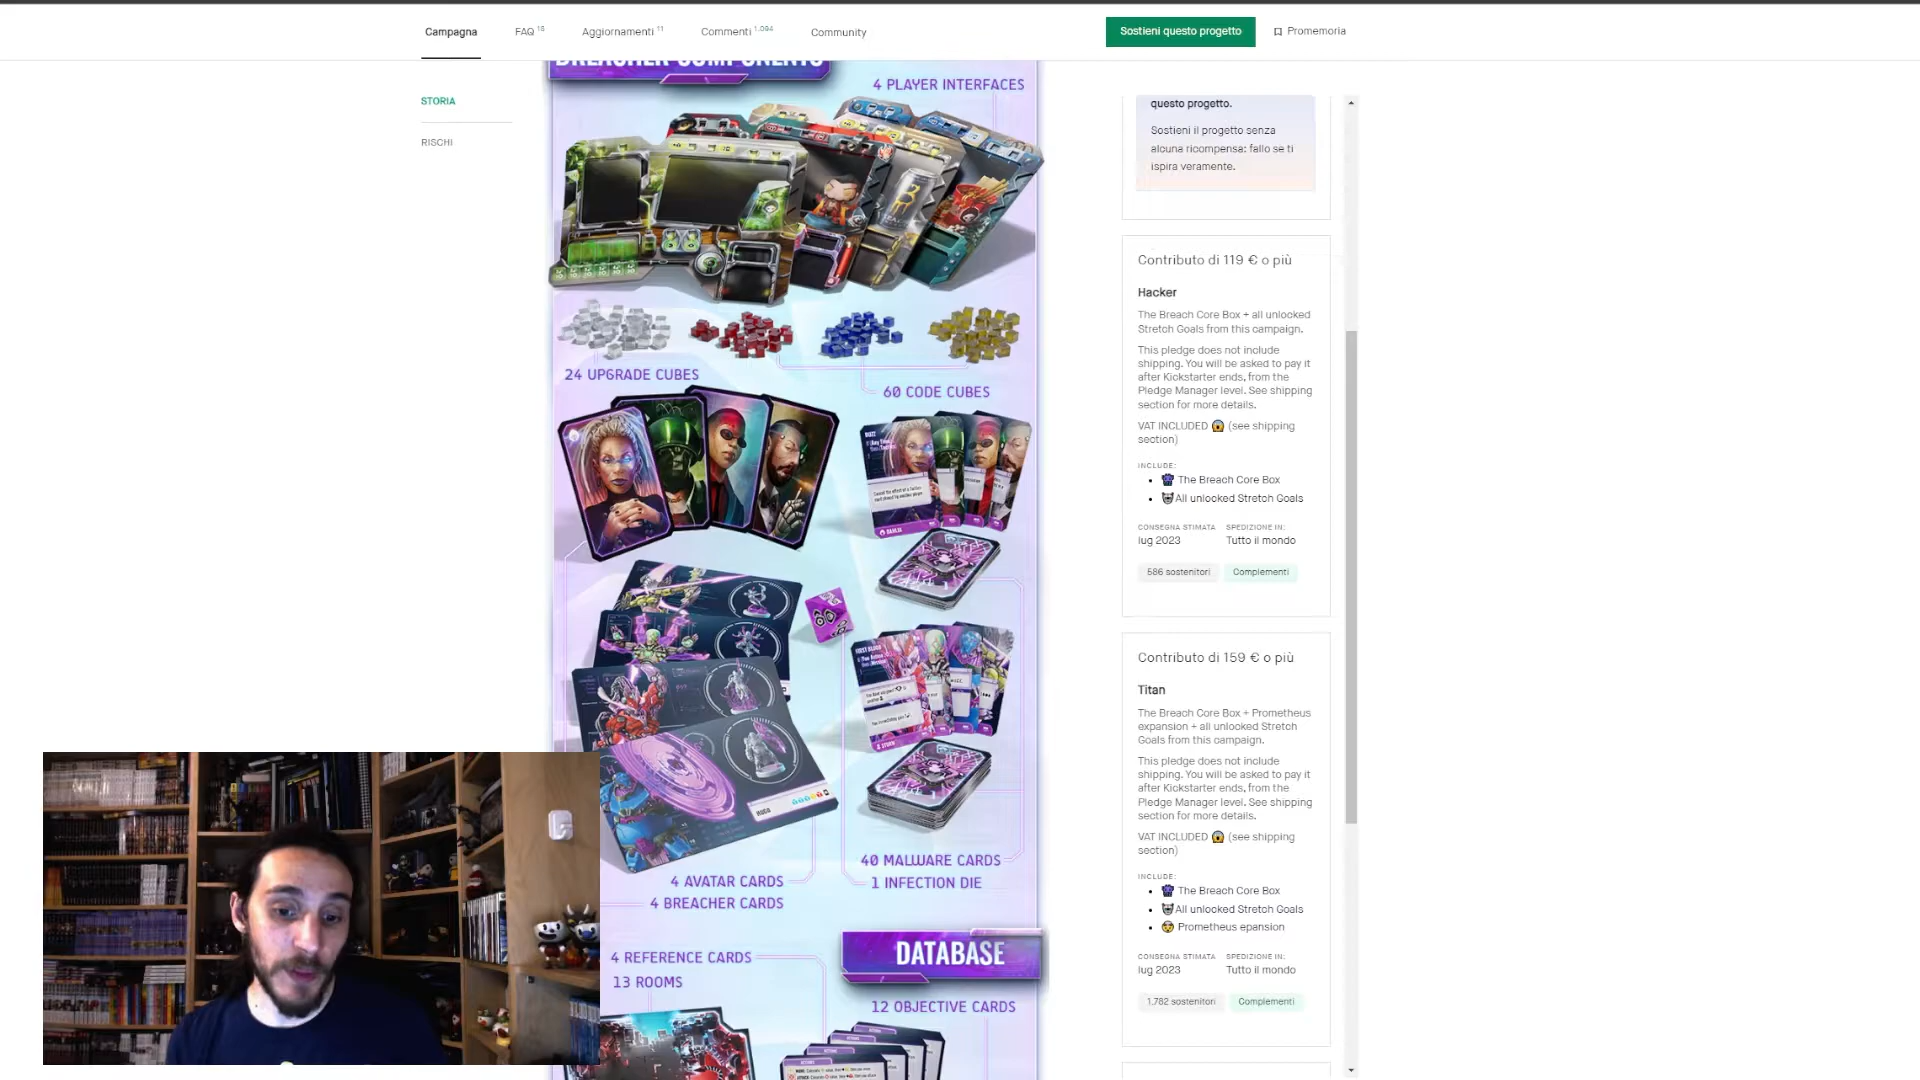 Campagna
FAQ 18
Aggiornamenti 11
Commenti 1.094
Community
Sostieni questo progetto
Promemoria
STORIA
RISCHI
BREACHER COMPONENTS
4 PLAYER INTERFACES
24 UPGRADE CUBES
60 CODE CUBES
40 MALWARE CARDS
1 INFECTION DIE
4 AVATAR CARDS
4 BREACHER CARDS
4 REFERENCE CARDS
13 ROOMS
DATABASE
12 OBJECTIVE CARDS
questo progetto.
Sostieni il progetto senza
alcuna ricompensa: fallo se ti
ispira veramente.
Contributo di 119 € o più
Hacker
The Breach Core Box + all unlocked
Stretch Goals from this campaign.
This pledge does not include
shipping. You will be asked to pay it
after Kickstarter ends, from the
Pledge Manager level. See shipping
section for more details.
VAT INCLUDED 😱 (see shipping
section)
INCLUDE:
The Breach Core Box
All unlooked Stretch Goals
CONSEGNA STIMATA
lug 2023
SPEDIZIONE IN:
Tutto il mondo
586 sostenitori
Complementi
Contributo di 159 € o più
Titan
The Breach Core Box + Prometheus
expansion + all unlocked Stretch
Goals from this campaign.
This pledge does not include
shipping. You will be asked to pay it
after Kickstarter ends, from the
Pledge Manager level. See shipping
section for more details.
VAT INCLUDED 😱 (see shipping
section)
INCLUDE:
The Breach Core Box
All unlooked Stretch Goals
Prometheus epansion
CONSEGNA STIMATA
lug 2023
SPEDIZIONE IN:
Tutto il mondo
1.782 sostenitori
Complementi